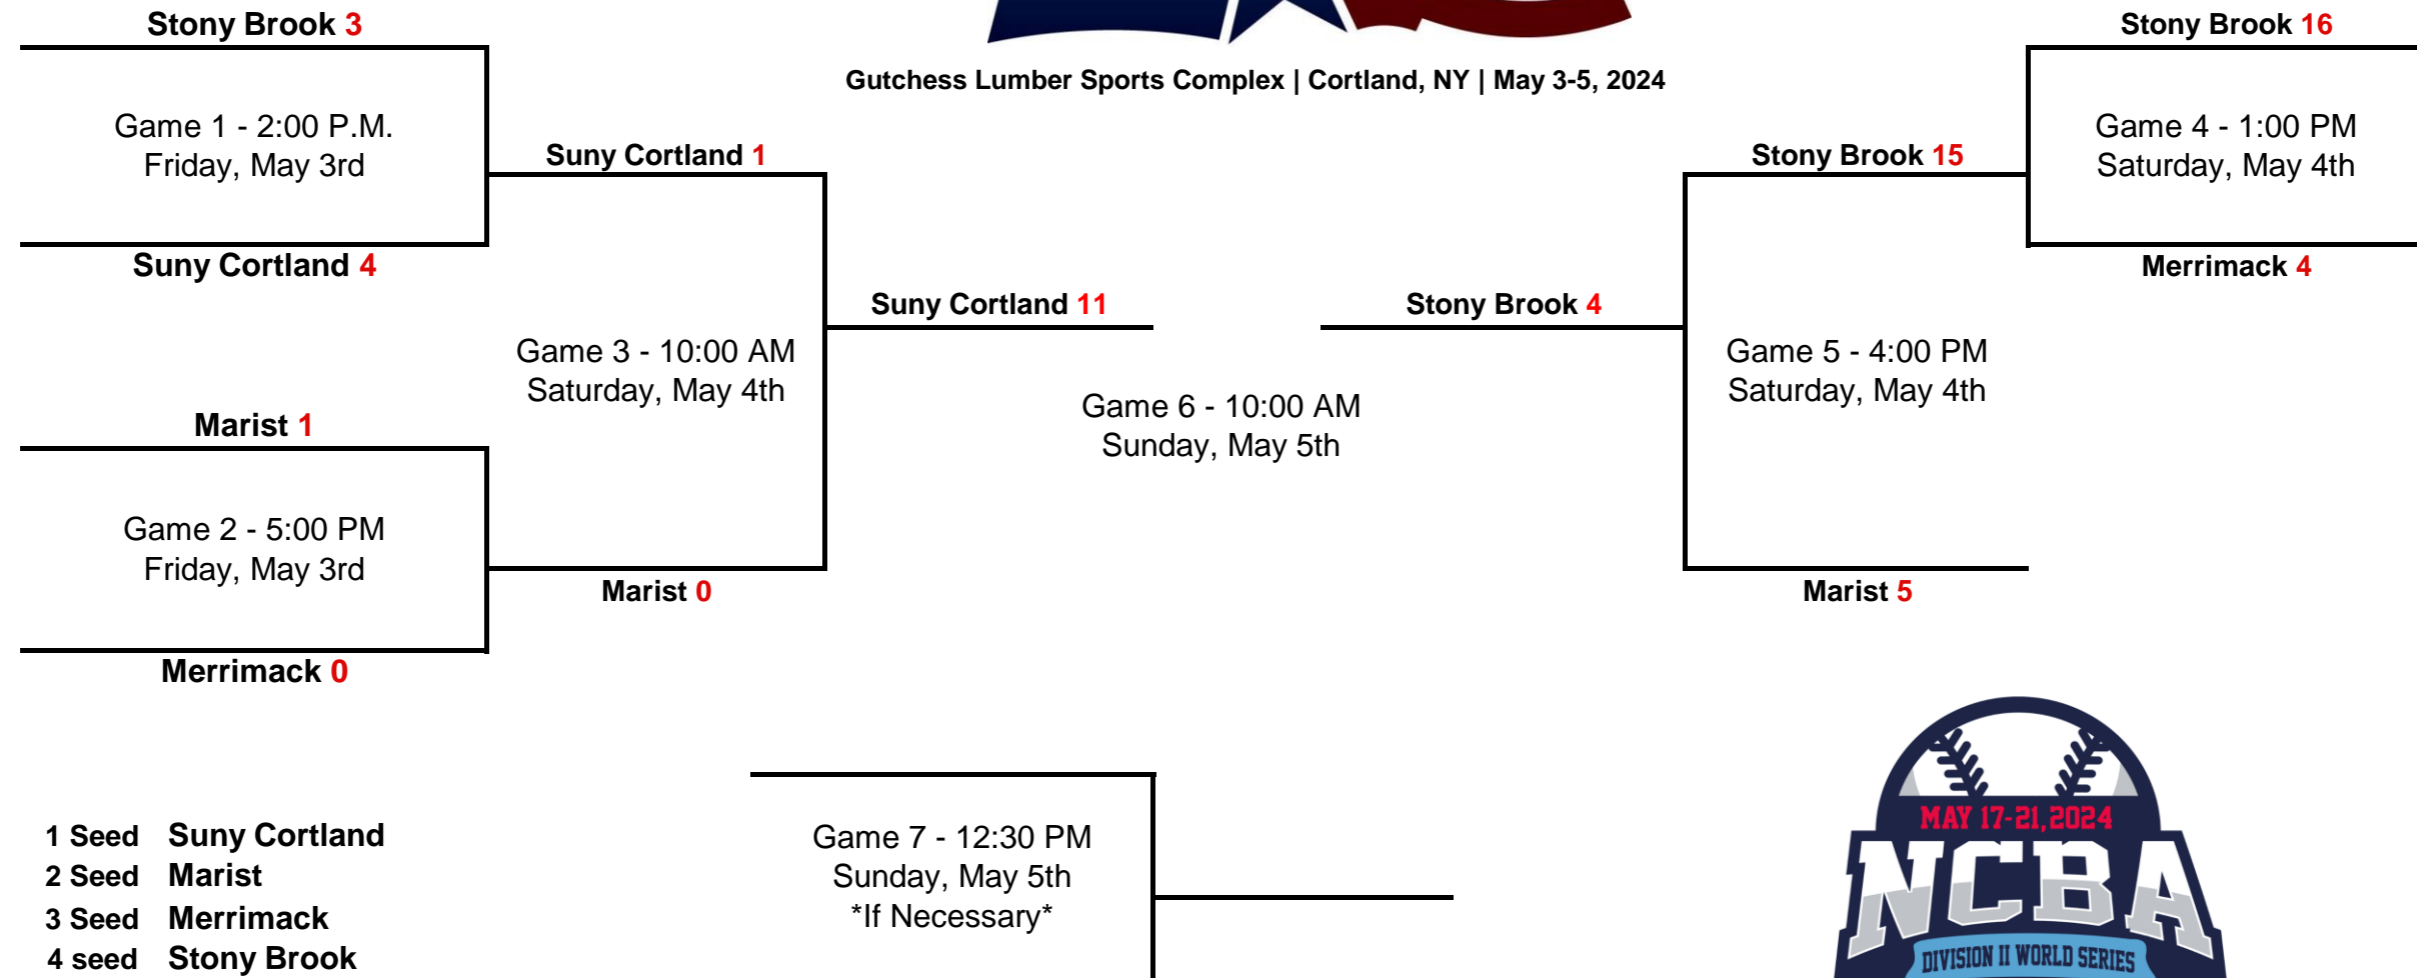 Stony Brook 3
Stony Brook 16
Gutchess Lumber Sports Complex | Cortland, NY | May 3-5, 2024
Game 1 - 2:00 P.M.
Friday, May 3rd
Game 4 - 1:00 PM
Saturday, May 4th
Suny Cortland 1
Stony Brook 15
Suny Cortland 4
Merrimack 4
Suny Cortland 11
Stony Brook 4
Game 3 - 10:00 AM
Saturday, May 4th
Game 5 - 4:00 PM
Saturday, May 4th
Game 6 - 10:00 AM
Sunday, May 5th
Marist 1
Game 2 - 5:00 PM
Friday, May 3rd
Marist 0
Marist 5
Merrimack 0
1 Seed Suny Cortland
2 Seed Marist
3 Seed Merrimack
4 seed Stony Brook
Game 7 - 12:30 PM
Sunday, May 5th
*If Necessary*
MAY 17-21, 2024
NCBA
DIVISION II WORLD SERIES